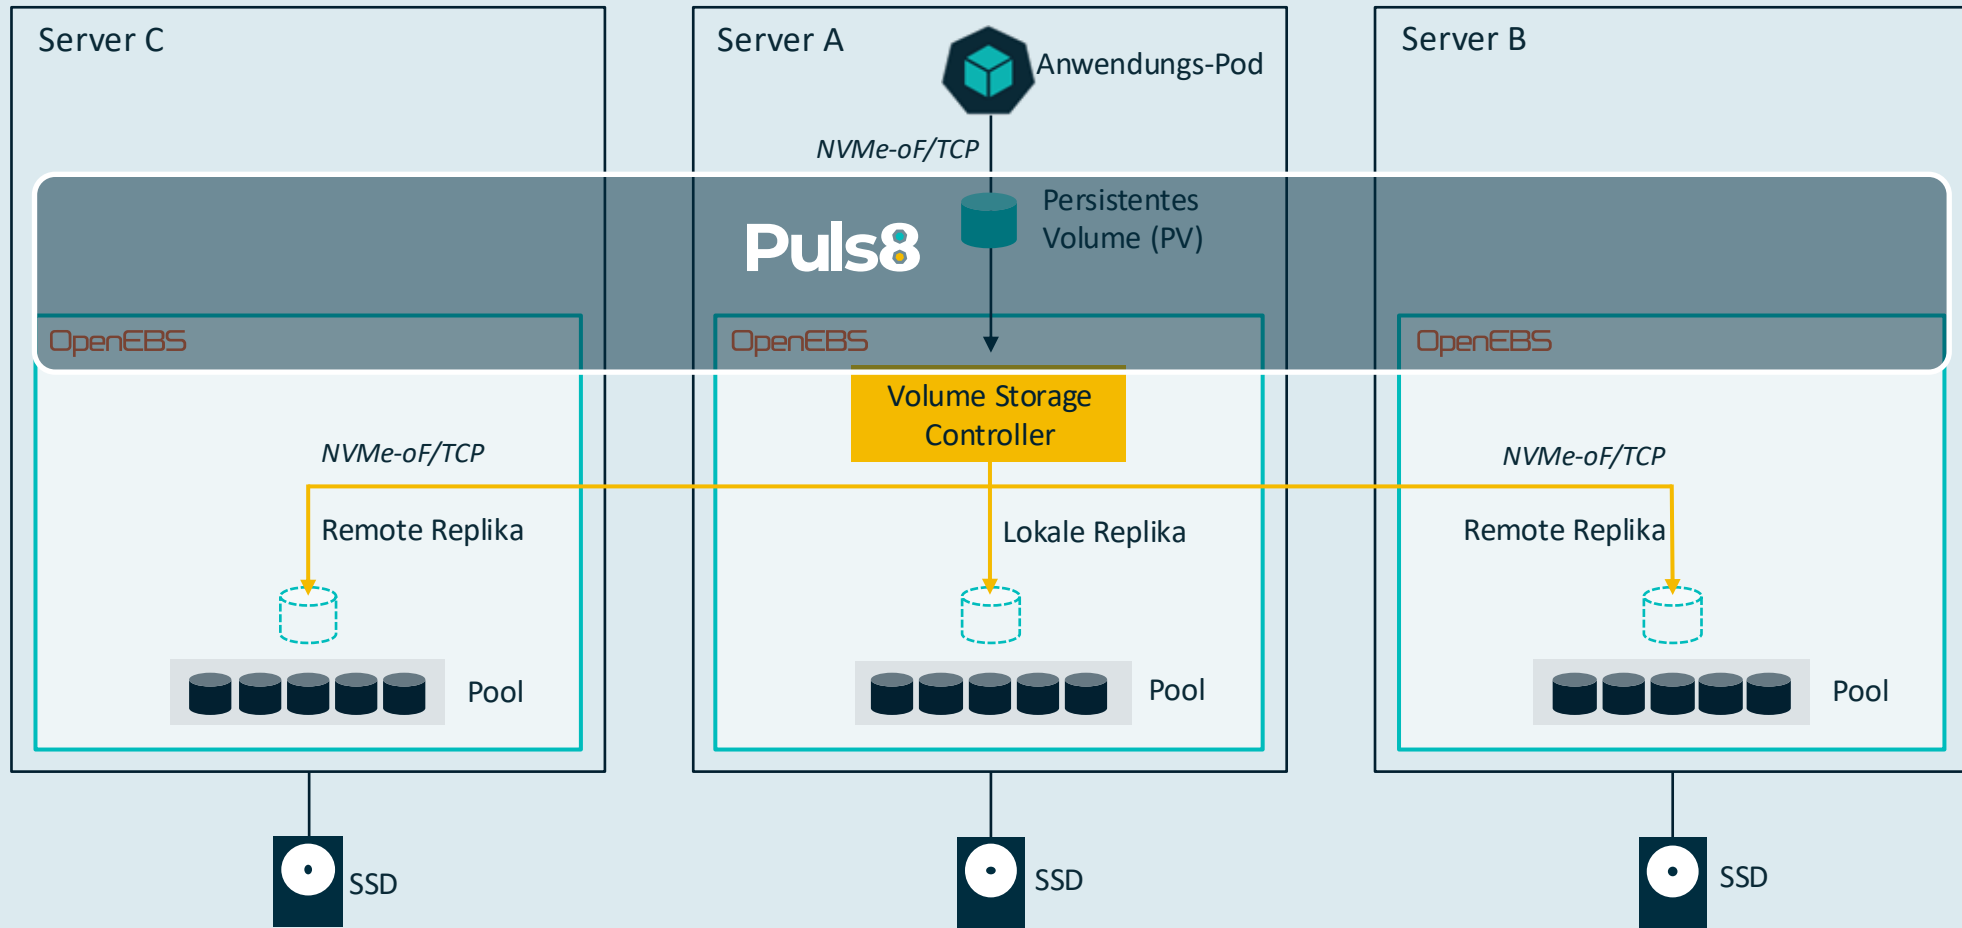 Server C
Server A
Server B
Anwendungs-Pod
NVMe-oF/TCP
Persistentes
Volume (PV)
Puls8
OpenEBS
OpenEBS
OpenEBS
Volume Storage
Controller
NVMe-oF/TCP
NVMe-oF/TCP
Remote Replika
Lokale Replika
Remote Replika
Pool
Pool
Pool
SSD
SSD
SSD